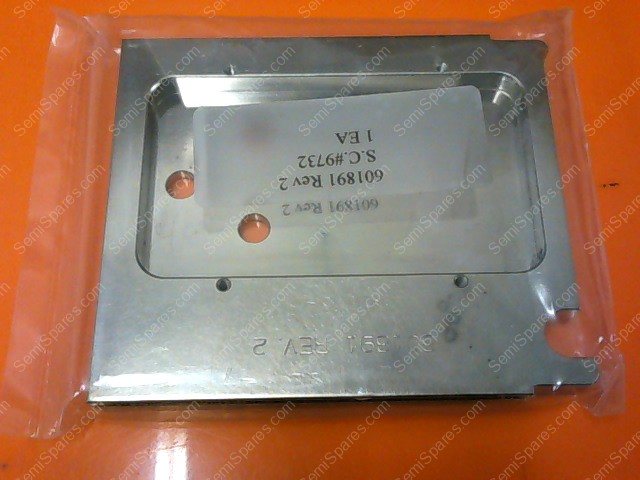 601891 Rev 2
601891 Rev 2
S.C.#9732
1 EA
601891 REV. 2
SemiSpares.com